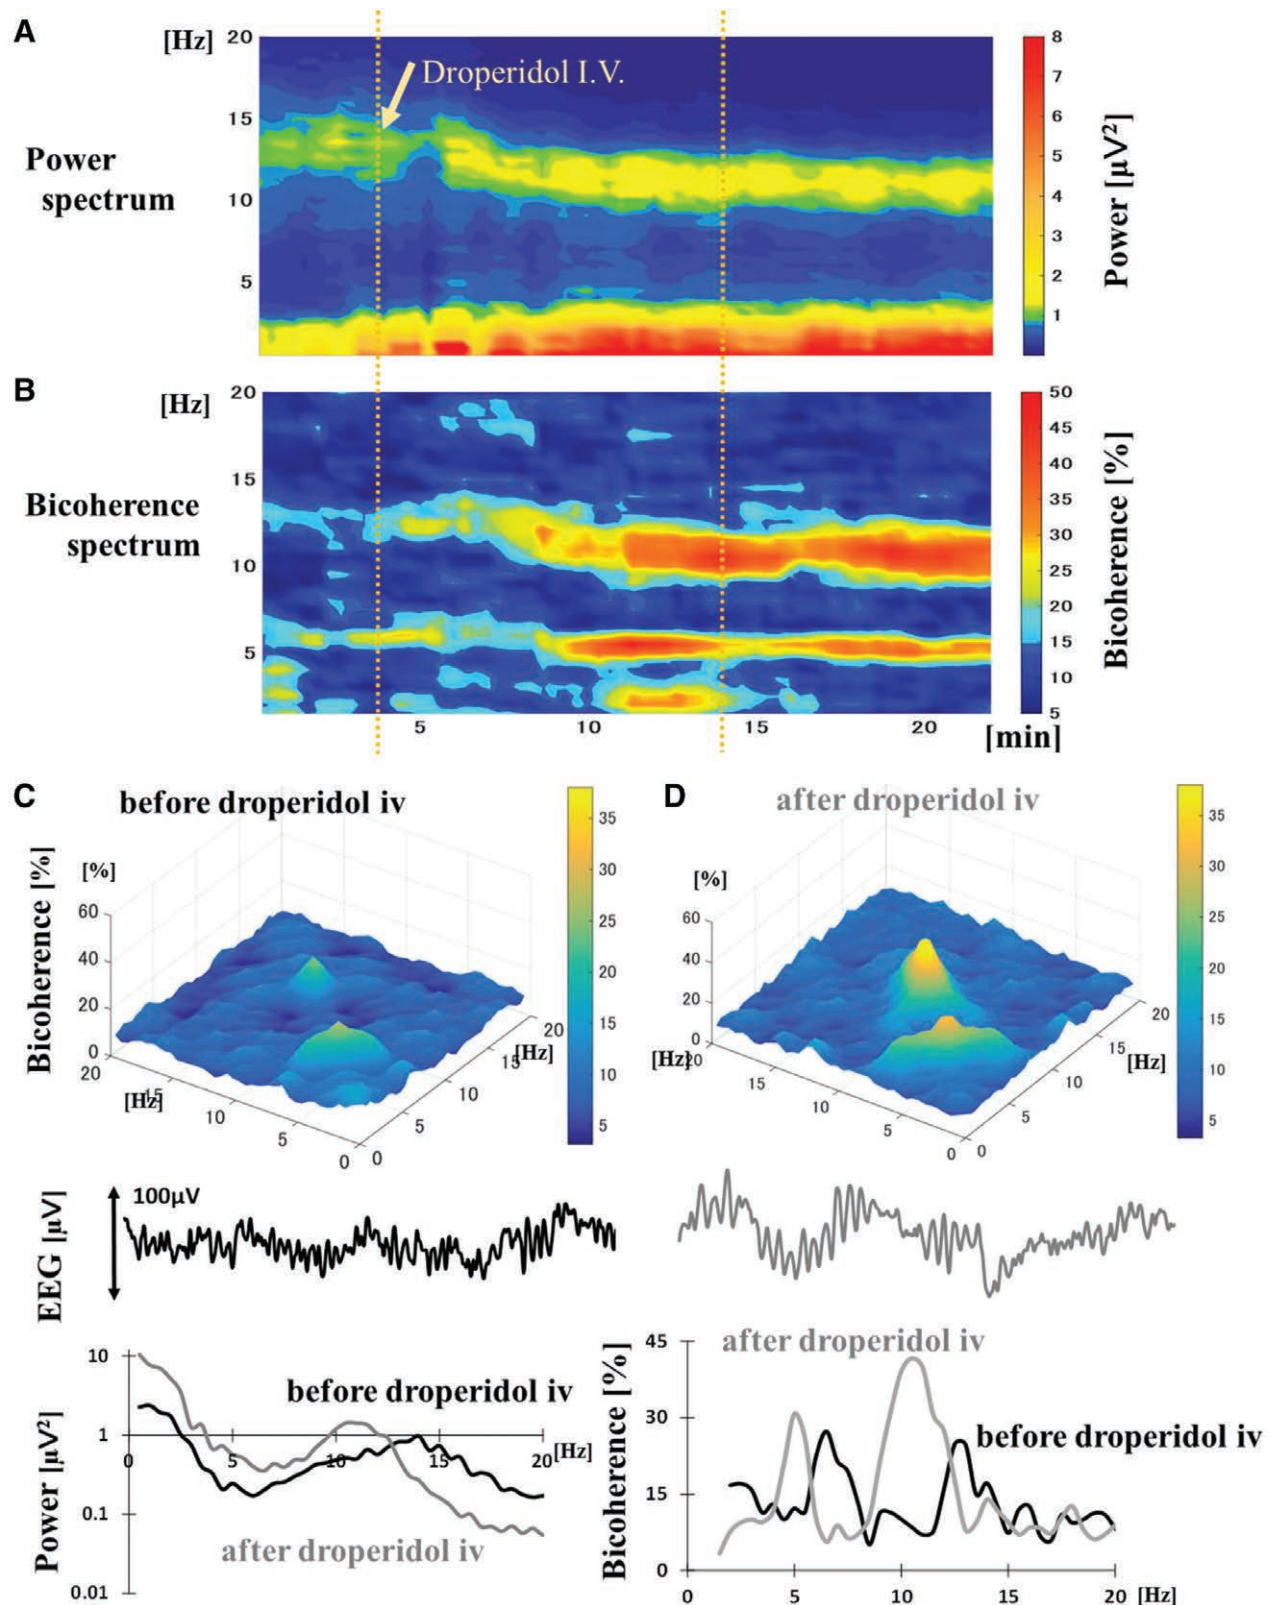 A
[Hz] 20
15
10
5
Droperidol I.V.
Power
spectrum
8
7
6
5
4
3
2
1
Power [µV²]
B
[Hz]
20
15
10
5
Bicoherence
spectrum
5 10 15 20
[min]
50
45
40
35
30
25
20
15
10
5
Bicoherence [%]
C
before droperidol iv
Bicoherence [%]
[%]
60
40
20
0
20
15
[Hz]
10
5
0
0
5
10
15
20
[Hz]
35
30
25
20
15
10
5
D
after droperidol iv
[%]
60
40
20
0
[Hz]
20
15
10
5
0
0
5
10
15
20
[Hz]
35
30
25
20
15
10
5
EEG [µV]
100µV
Power [µV²]
10
1
0.1
0.01
0 5 10 15 20 [Hz]
before droperidol iv
after droperidol iv
Bicoherence [%]
45
30
15
0
after droperidol iv
before droperidol iv
0 5 10 15 20 [Hz]